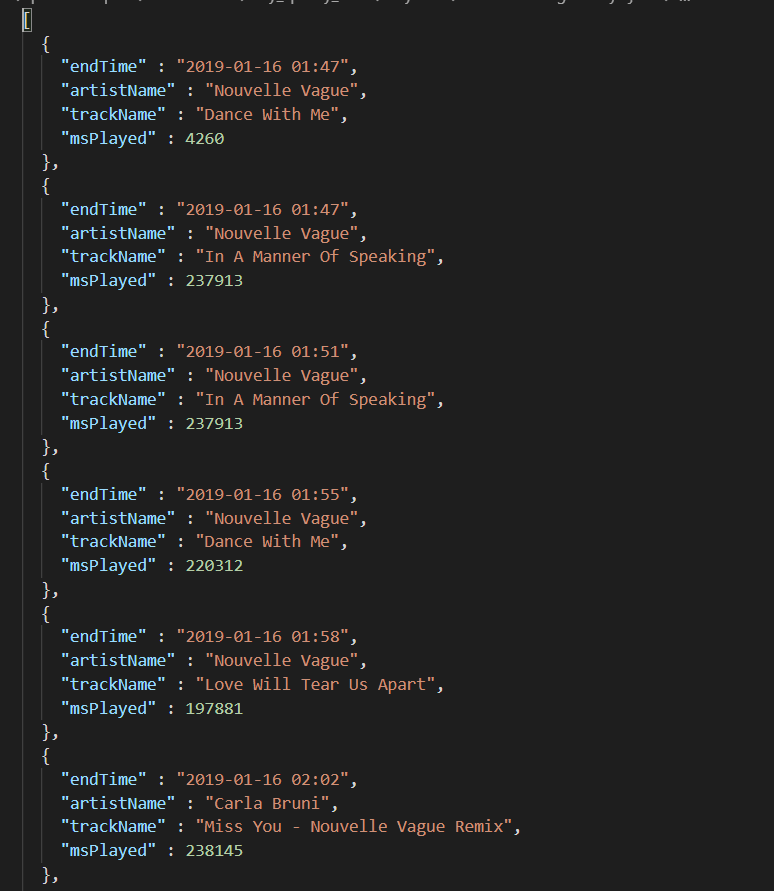 [
{
"endTime" : "2019-01-16 01:47",
"artistName" : "Nouvelle Vague",
"trackName" : "Dance With Me",
"msPlayed" : 4260
},
{
"endTime" : "2019-01-16 01:47",
"artistName" : "Nouvelle Vague",
"trackName" : "In A Manner Of Speaking",
"msPlayed" : 237913
},
{
"endTime" : "2019-01-16 01:51",
"artistName" : "Nouvelle Vague",
"trackName" : "In A Manner Of Speaking",
"msPlayed" : 237913
},
{
"endTime" : "2019-01-16 01:55",
"artistName" : "Nouvelle Vague",
"trackName" : "Dance With Me",
"msPlayed" : 220312
},
{
"endTime" : "2019-01-16 01:58",
"artistName" : "Nouvelle Vague",
"trackName" : "Love Will Tear Us Apart",
"msPlayed" : 197881
},
{
"endTime" : "2019-01-16 02:02",
"artistName" : "Carla Bruni",
"trackName" : "Miss You - Nouvelle Vague Remix",
"msPlayed" : 238145
},